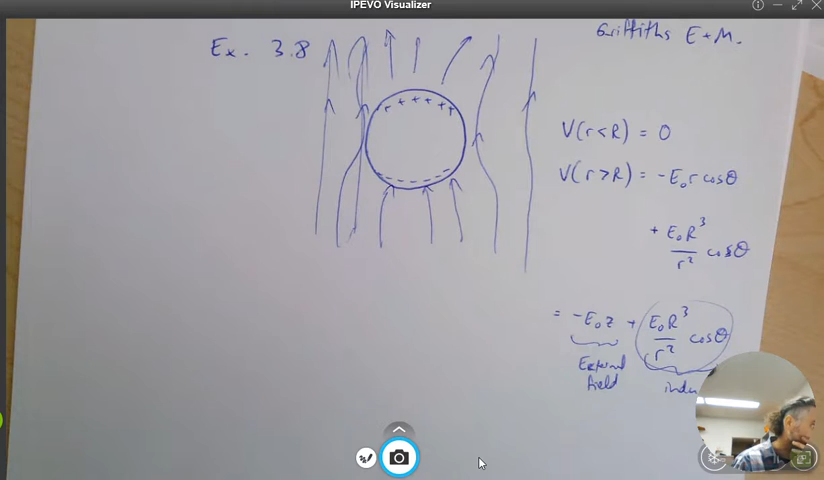 IPEVO Visualizer
Griffiths E+M.
Ex. 3.8
+ + + + + +
- - - - - - -
V(r<R) = 0
V(r>R) = -E₀r cosθ
+ E₀R³/r² cosθ
= -E₀z + E₀R³/r² cosθ
External
field